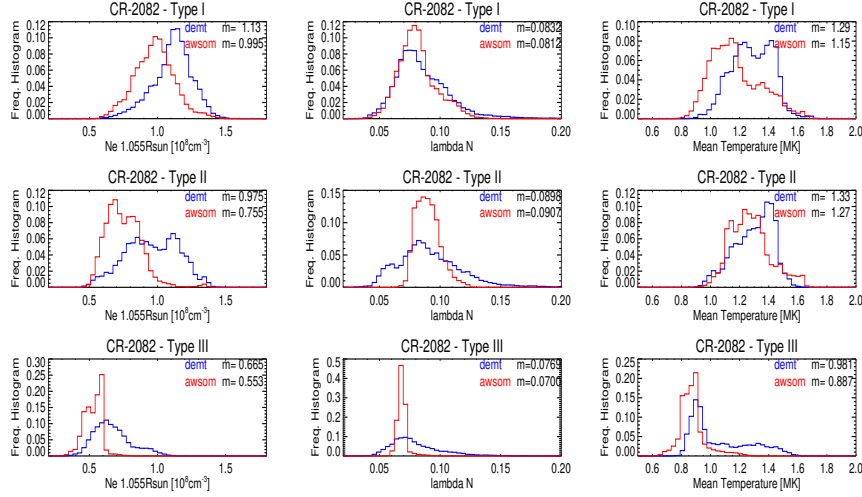 CR-2082 - Type I
demt m= 1.13
awsom m= 0.995
Freq. Histogram
0.12
0.10
0.08
0.06
0.04
0.02
0.00
0.5 1.0 1.5
Ne 1.055Rsun [10⁸cm⁻³]
CR-2082 - Type I
demt m=0.0832
awsom m=0.0812
Freq. Histogram
0.12
0.10
0.08
0.06
0.04
0.02
0.00
0.05 0.10 0.15 0.20
lambda N
CR-2082 - Type I
demt m= 1.29
awsom m= 1.15
Freq. Histogram
0.10
0.08
0.06
0.04
0.02
0.00
0.6 0.8 1.0 1.2 1.4 1.6 1.8 2.0
Mean Temperature [MK]
CR-2082 - Type II
demt m= 0.975
awsom m= 0.755
Freq. Histogram
0.12
0.10
0.08
0.06
0.04
0.02
0.00
0.5 1.0 1.5
Ne 1.055Rsun [10⁸cm⁻³]
CR-2082 - Type II
demt m=0.0898
awsom m=0.0907
Freq. Histogram
0.15
0.10
0.05
0.00
0.05 0.10 0.15 0.20
lambda N
CR-2082 - Type II
demt m= 1.33
awsom m= 1.27
Freq. Histogram
0.12
0.10
0.08
0.06
0.04
0.02
0.00
0.6 0.8 1.0 1.2 1.4 1.6 1.8 2.0
Mean Temperature [MK]
CR-2082 - Type III
demt m= 0.665
awsom m= 0.553
Freq. Histogram
0.30
0.25
0.20
0.15
0.10
0.05
0.00
0.5 1.0 1.5
Ne 1.055Rsun [10⁸cm⁻³]
CR-2082 - Type III
demt m=0.0769
awsom m=0.0700
Freq. Histogram
0.5
0.4
0.3
0.2
0.1
0.0
0.05 0.10 0.15 0.20
lambda N
CR-2082 - Type III
demt m= 0.981
awsom m= 0.887
Freq. Histogram
0.25
0.20
0.15
0.10
0.05
0.00
0.6 0.8 1.0 1.2 1.4 1.6 1.8 2.0
Mean Temperature [MK]